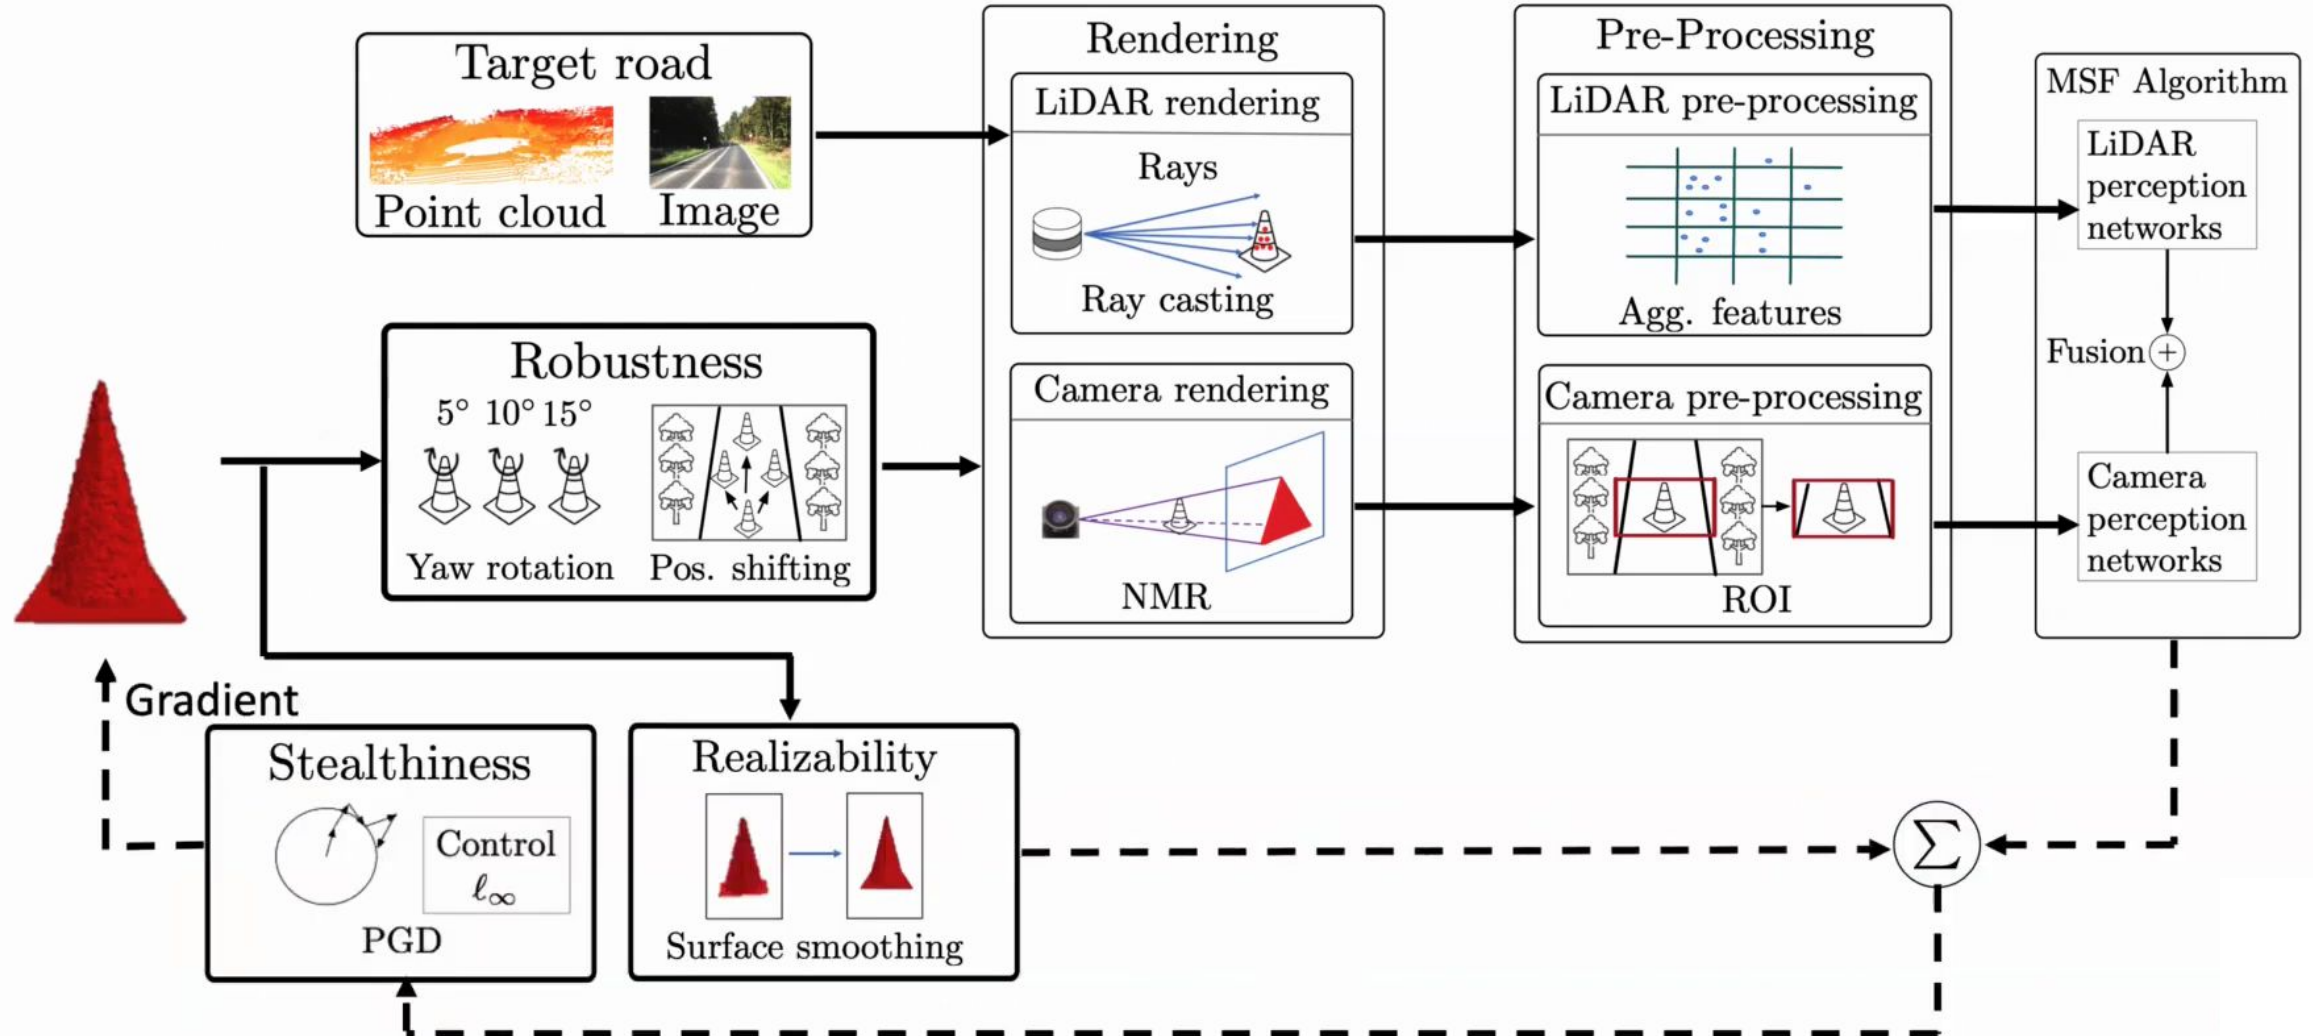 Target road
Point cloud
Image
Robustness
5° 10° 15°
Yaw rotation
Pos. shifting
Rendering
LiDAR rendering
Rays
Ray casting
Camera rendering
NMR
Pre-Processing
LiDAR pre-processing
Agg. features
Camera pre-processing
ROI
MSF Algorithm
LiDAR
perception
networks
Fusion +
Camera
perception
networks
Gradient
Stealthiness
Control
ℓ∞
PGD
Realizability
Surface smoothing
Σ